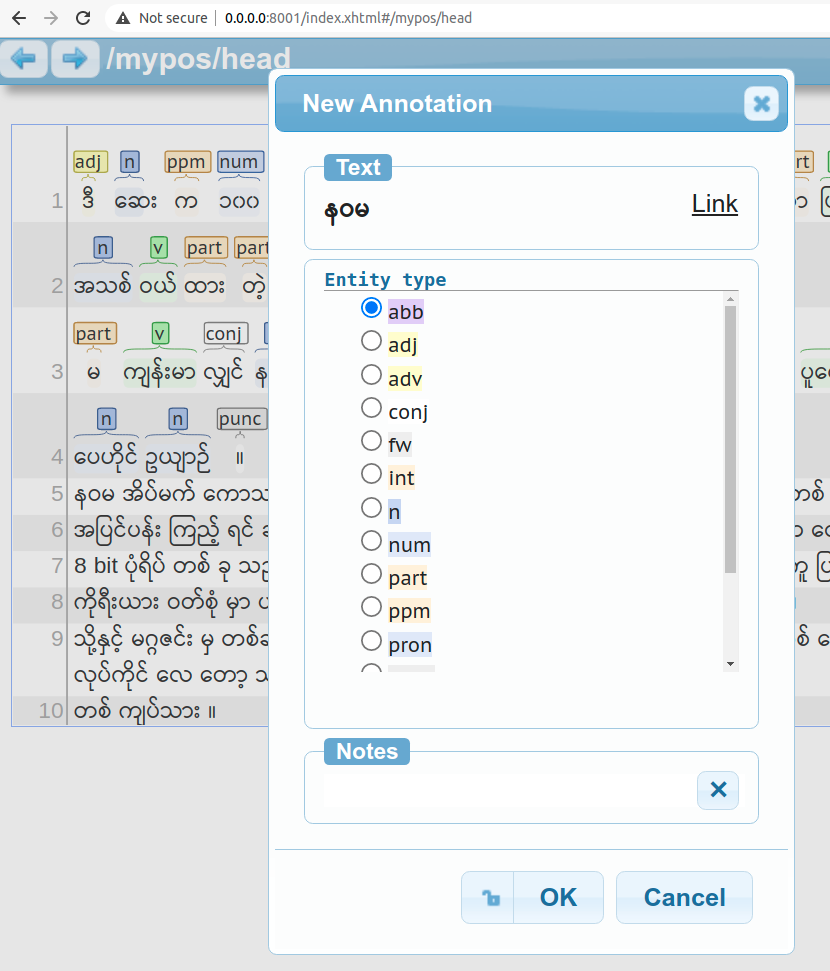 Not secure 0.0.0.0:8001/index.xhtml#/mypos/head
/mypos/head
New Annotation
Text
နဝမ Link
Entity type
abb
adj
adv
conj
fw
int
n
num
part
ppm
pron
Notes
OK Cancel
adj n ppm num
1 ဒီ ဆေး က ၁၀၀
n v part part
2 အသစ် ဝယ် ထား တဲ့
part v conj
3 မ ကျန်းမာ လျှင်
n n punc
4 ပေဟိုင် ဥယျာဉ် ။
5 နဝမ အိပ်မက် တစ်
6 အပြင်ပန်း ကြည့် ရင်
7 8 bit ပုံရိပ် တစ် ခု
8 ကိုရီးယား ဝတ်စုံ မှာ
9 သို့နှင့် မဂ္ဂဇင်း မှ
လုပ်ကိုင် လေ တော့
10 တစ် ကျပ်သား ။